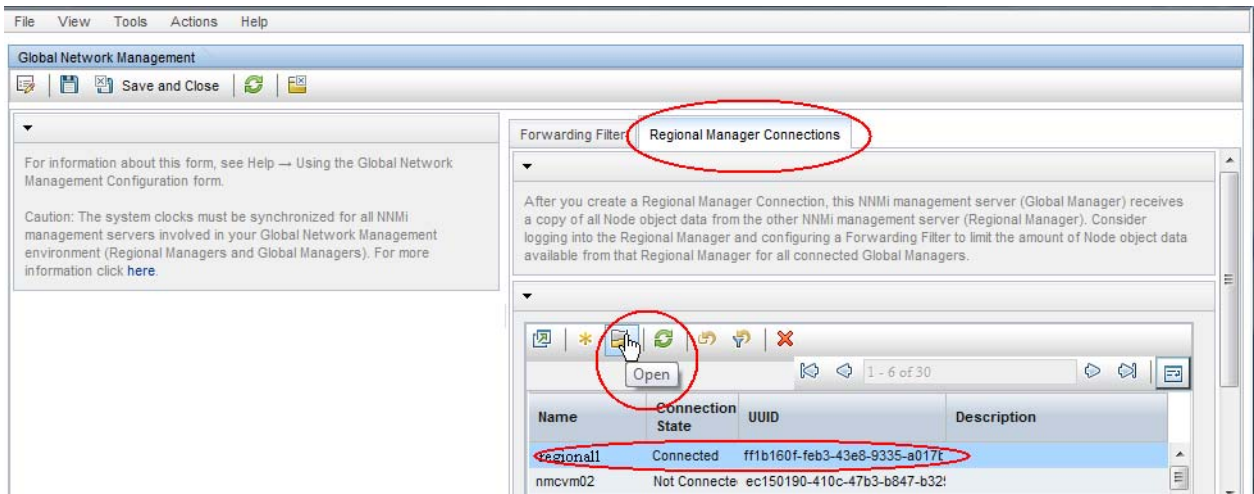 File View Tools Actions Help
Global Network Management
Save and Close
For information about this form, see Help → Using the Global Network
Management Configuration form.
Caution: The system clocks must be synchronized for all NNMi
management servers involved in your Global Network Management
environment (Regional Managers and Global Managers). For more
information click here.
Forwarding Filter Regional Manager Connections
After you create a Regional Manager Connection, this NNMi management server (Global Manager) receives
a copy of all Node object data from the other NNMi management server (Regional Manager). Consider
logging into the Regional Manager and configuring a Forwarding Filter to limit the amount of Node object data
available from that Regional Manager for all connected Global Managers.
Open
1 - 6 of 30
Name Connection State UUID Description
regional1 Connected ff1b160f-feb3-43e8-9335-a017b
nmcvm02 Not Connecte ec150190-410c-47b3-b847-b32